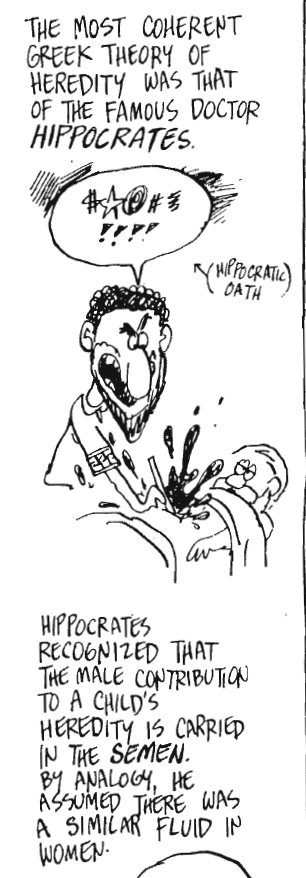 THE MOST COHERENT
GREEK THEORY OF
HEREDITY WAS THAT
OF THE FAMOUS DOCTOR
HIPPOCRATES.
#☆@#
!!!!
(HIPPOCRATIC
OATH)
HIPPOCRATES
RECOGNIZED THAT
THE MALE CONTRIBUTION
TO A CHILD'S
HEREDITY IS CARRIED
IN THE SEMEN.
BY ANALOGY, HE
ASSUMED THERE WAS
A SIMILAR FLUID IN
WOMEN.